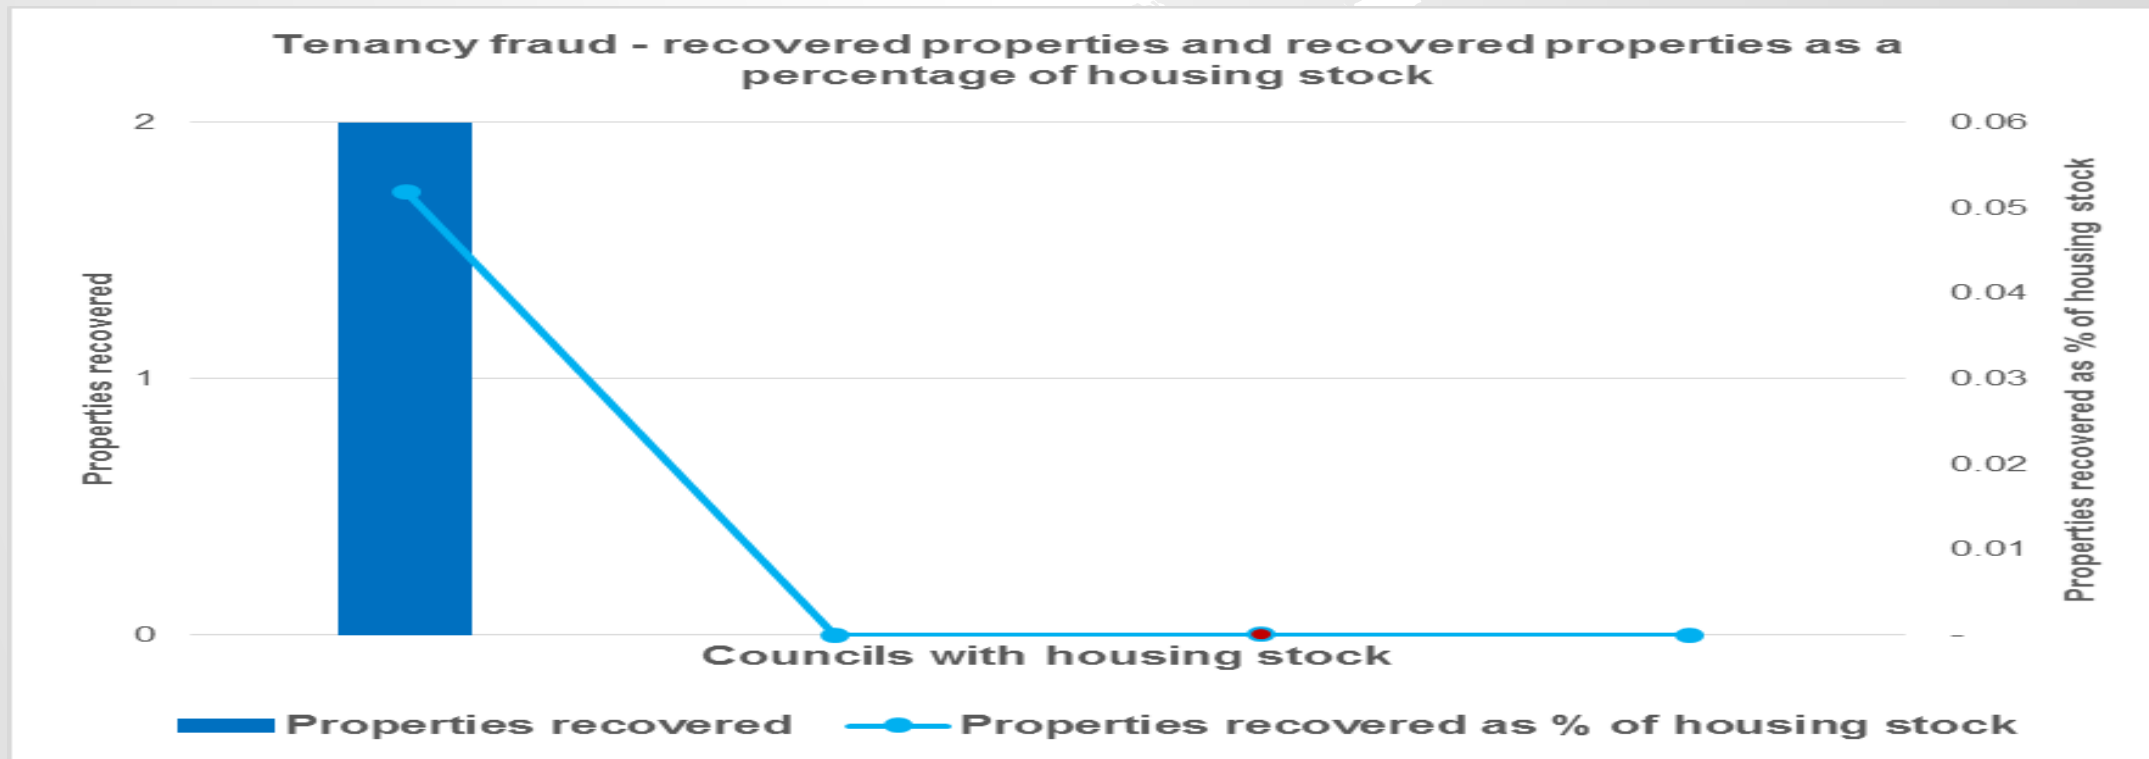 Tenancy fraud - recovered properties and recovered properties as a
percentage of housing stock
2
1
0
Properties recovered
0.06
0.05
0.04
0.03
0.02
0.01
-
Properties recovered as % of housing stock
Councils with housing stock
Properties recovered
Properties recovered as % of housing stock